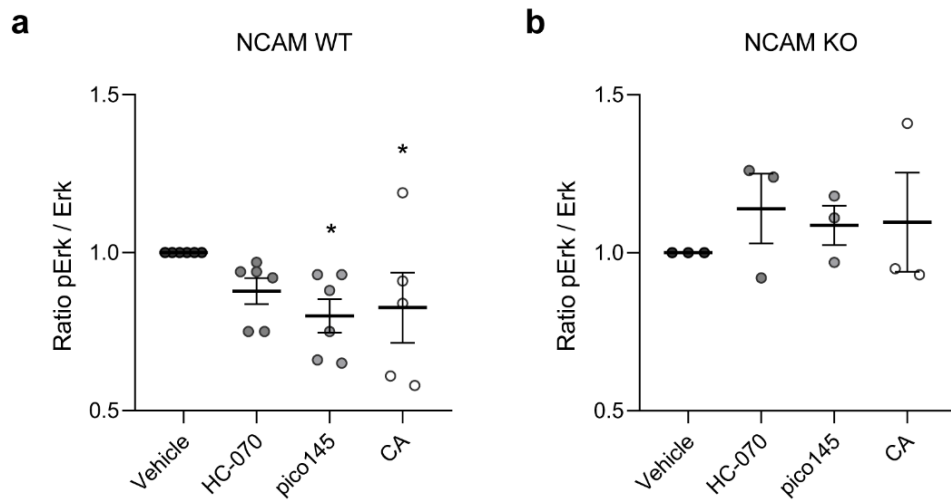 a
NCAM WT
Ratio pErk / Erk
1.5
1.0
0.5
*
*
Vehicle
HC-070
pico145
CA
b
NCAM KO
Ratio pErk / Erk
1.5
1.0
0.5
Vehicle
HC-070
pico145
CA